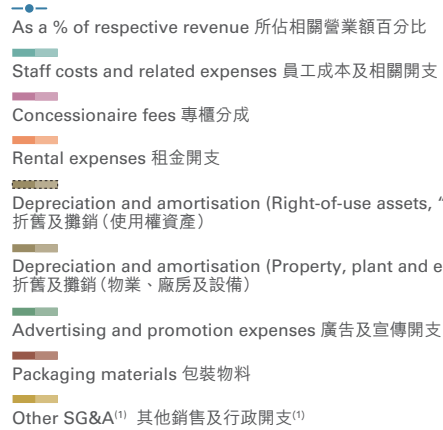 As a % of respective revenue 所佔相關營業額百分比
Staff costs and related expenses 員工成本及相關開支
Concessionaire fees 專櫃分成
Rental expenses 租金開支
Depreciation and amortisation (Right-of-use assets, “
折舊及攤銷（使用權資產）
Depreciation and amortisation (Property, plant and e
折舊及攤銷（物業、廠房及設備）
Advertising and promotion expenses 廣告及宣傳開支
Packaging materials 包裝物料
Other SG&A⁽¹⁾ 其他銷售及行政開支⁽¹⁾